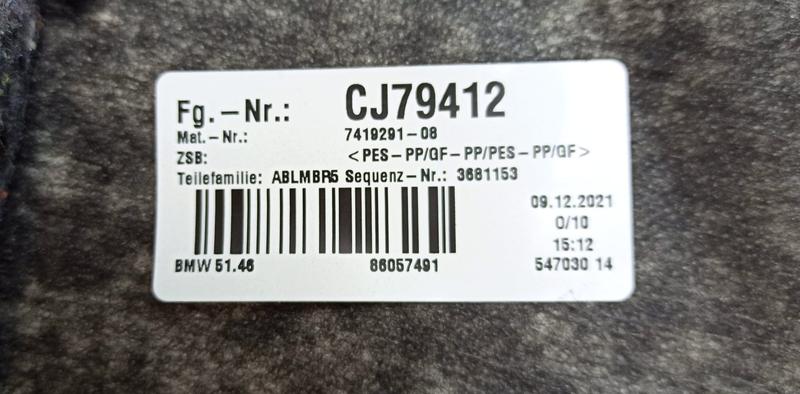 Fg.-Nr.: CJ79412
Mat.-Nr.: 7419291-08
ZSB: <PES-PP/GF-PP/PES-PP/GF>
Teilefamilie: ABLMBR5 Sequenz-Nr.: 3681153
09.12.2021
0/10
15:12
BMW 51.46 86057491 547030 14